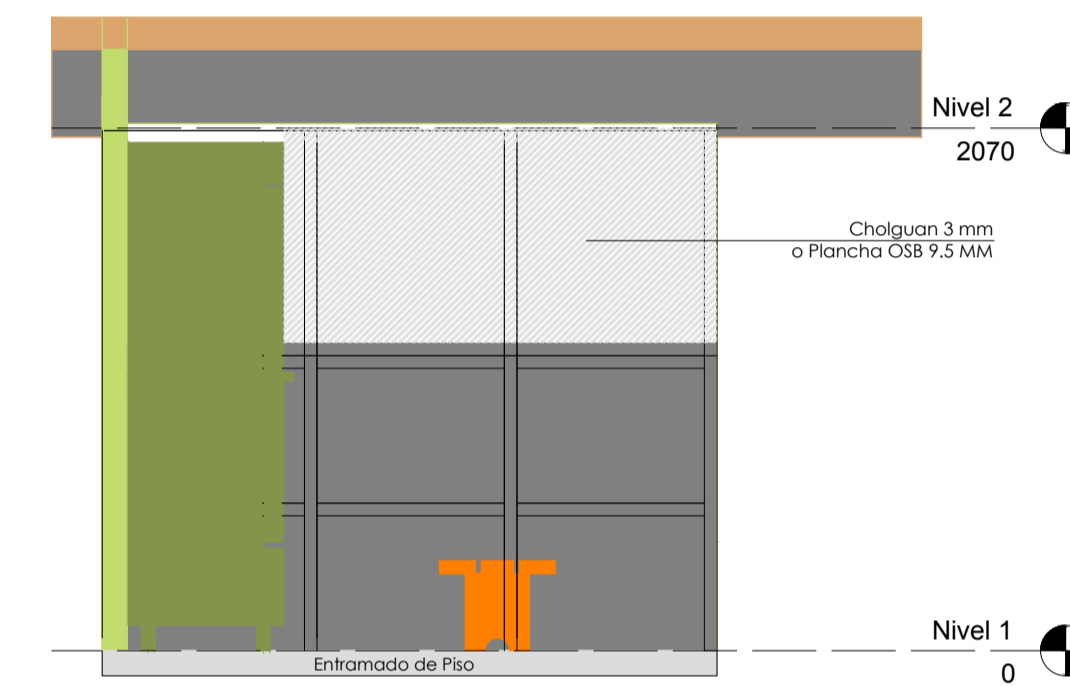 Nivel 2
2070
Cholguan 3 mm
o Plancha OSB 9.5 MM
Nivel 1
Entramado de Piso
0